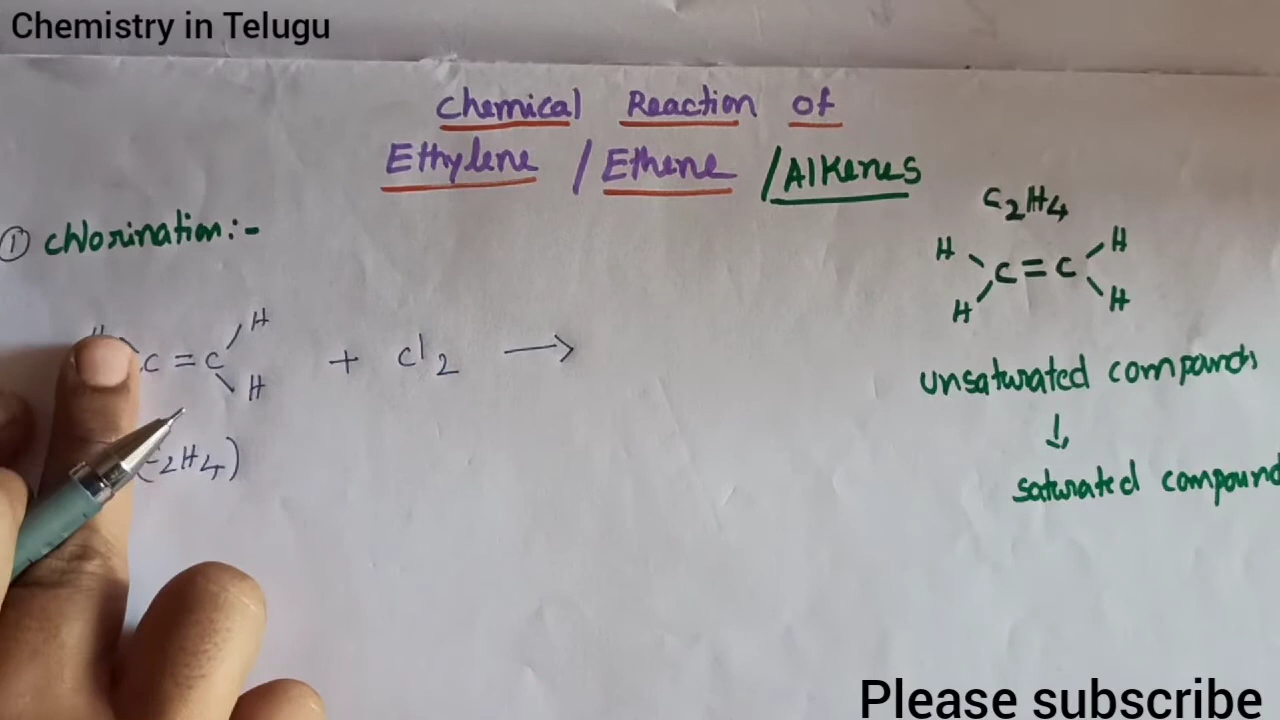 Chemistry in Telugu
Chemical Reaction of
Ethylene / Ethene / Alkenes
① chlorination:-
C2H4
H H
C = C
H H
H
C = C + Cl2 →
H
2H4)
unsaturated compounds
↓
saturated compound
Please subscribe